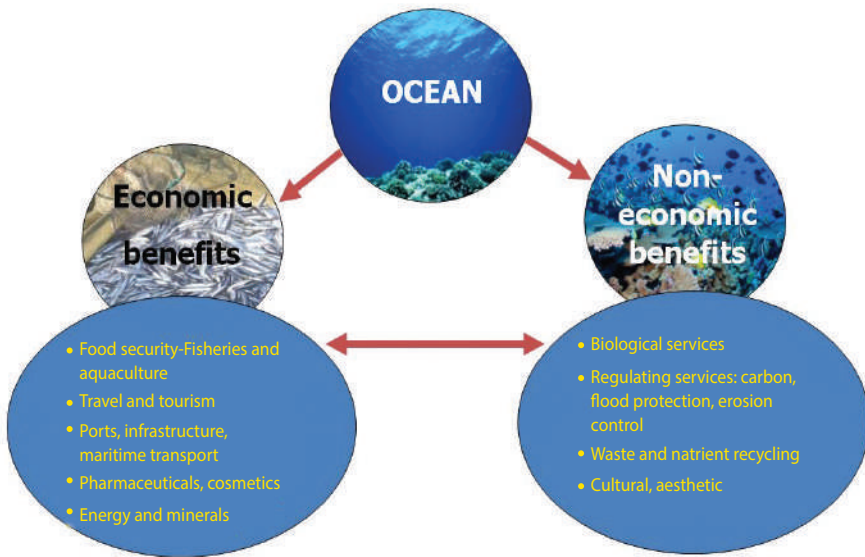 OCEAN
Economic
benefits
Non-
economic
benefits
• Food security-Fisheries and
aquaculture
• Travel and tourism
• Ports, infrastructure,
maritime transport
• Pharmaceuticals, cosmetics
• Energy and minerals
• Biological services
• Regulating services: carbon,
flood protection, erosion
control
• Waste and natrient recycling
• Cultural, aesthetic